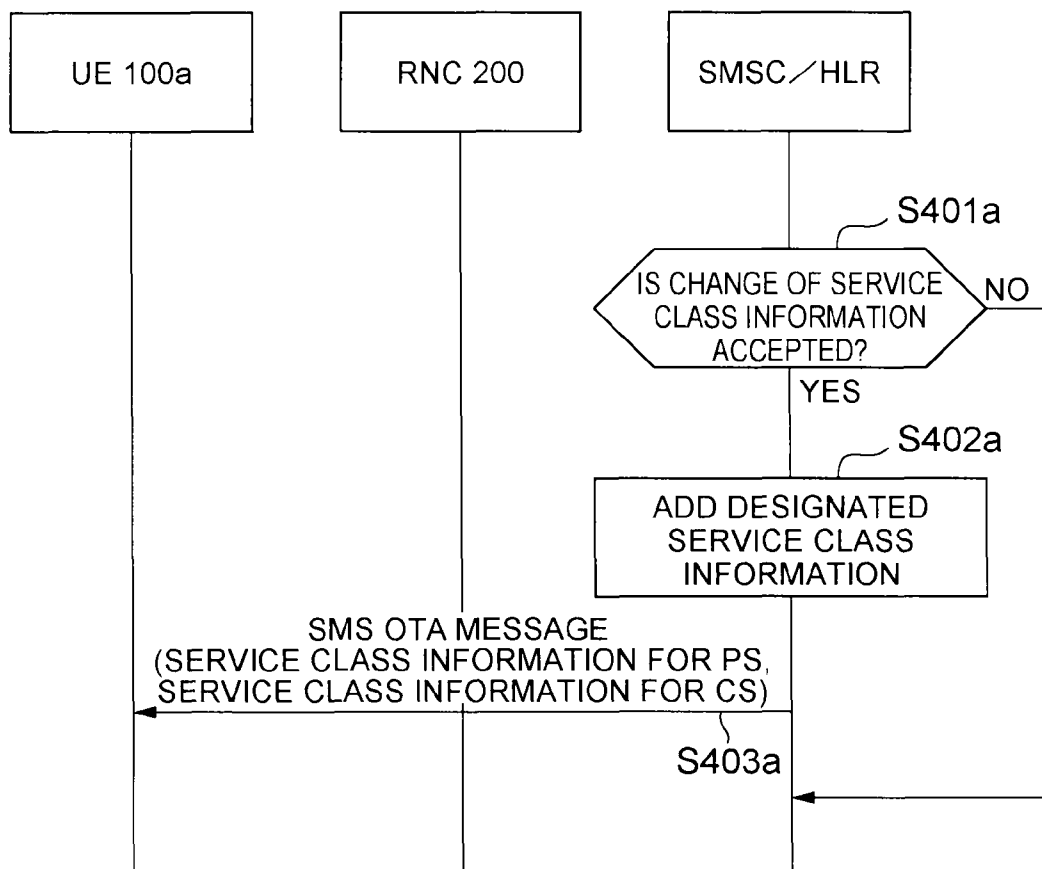 UE 100a
RNC 200
SMSC/HLR
S401a
IS CHANGE OF SERVICE
CLASS INFORMATION
ACCEPTED?
NO
YES
S402a
ADD DESIGNATED
SERVICE CLASS
INFORMATION
SMS OTA MESSAGE
(SERVICE CLASS INFORMATION FOR PS,
SERVICE CLASS INFORMATION FOR CS)
S403a